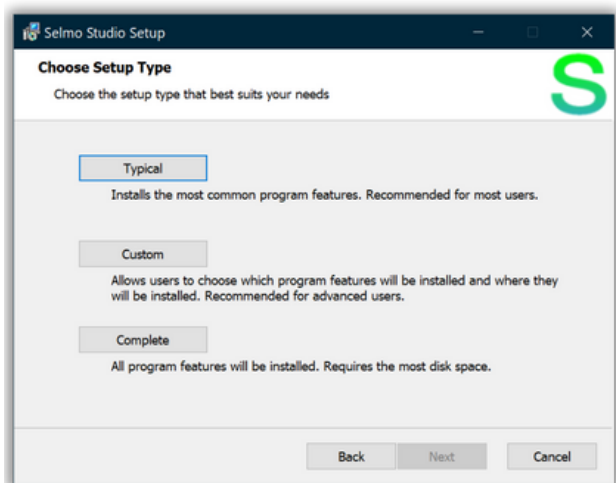 Selmo Studio Setup
Choose Setup Type
Choose the setup type that best suits your needs
S
Typical
Installs the most common program features. Recommended for most users.
Custom
Allows users to choose which program features will be installed and where they
will be installed. Recommended for advanced users.
Complete
All program features will be installed. Requires the most disk space.
Back Next Cancel